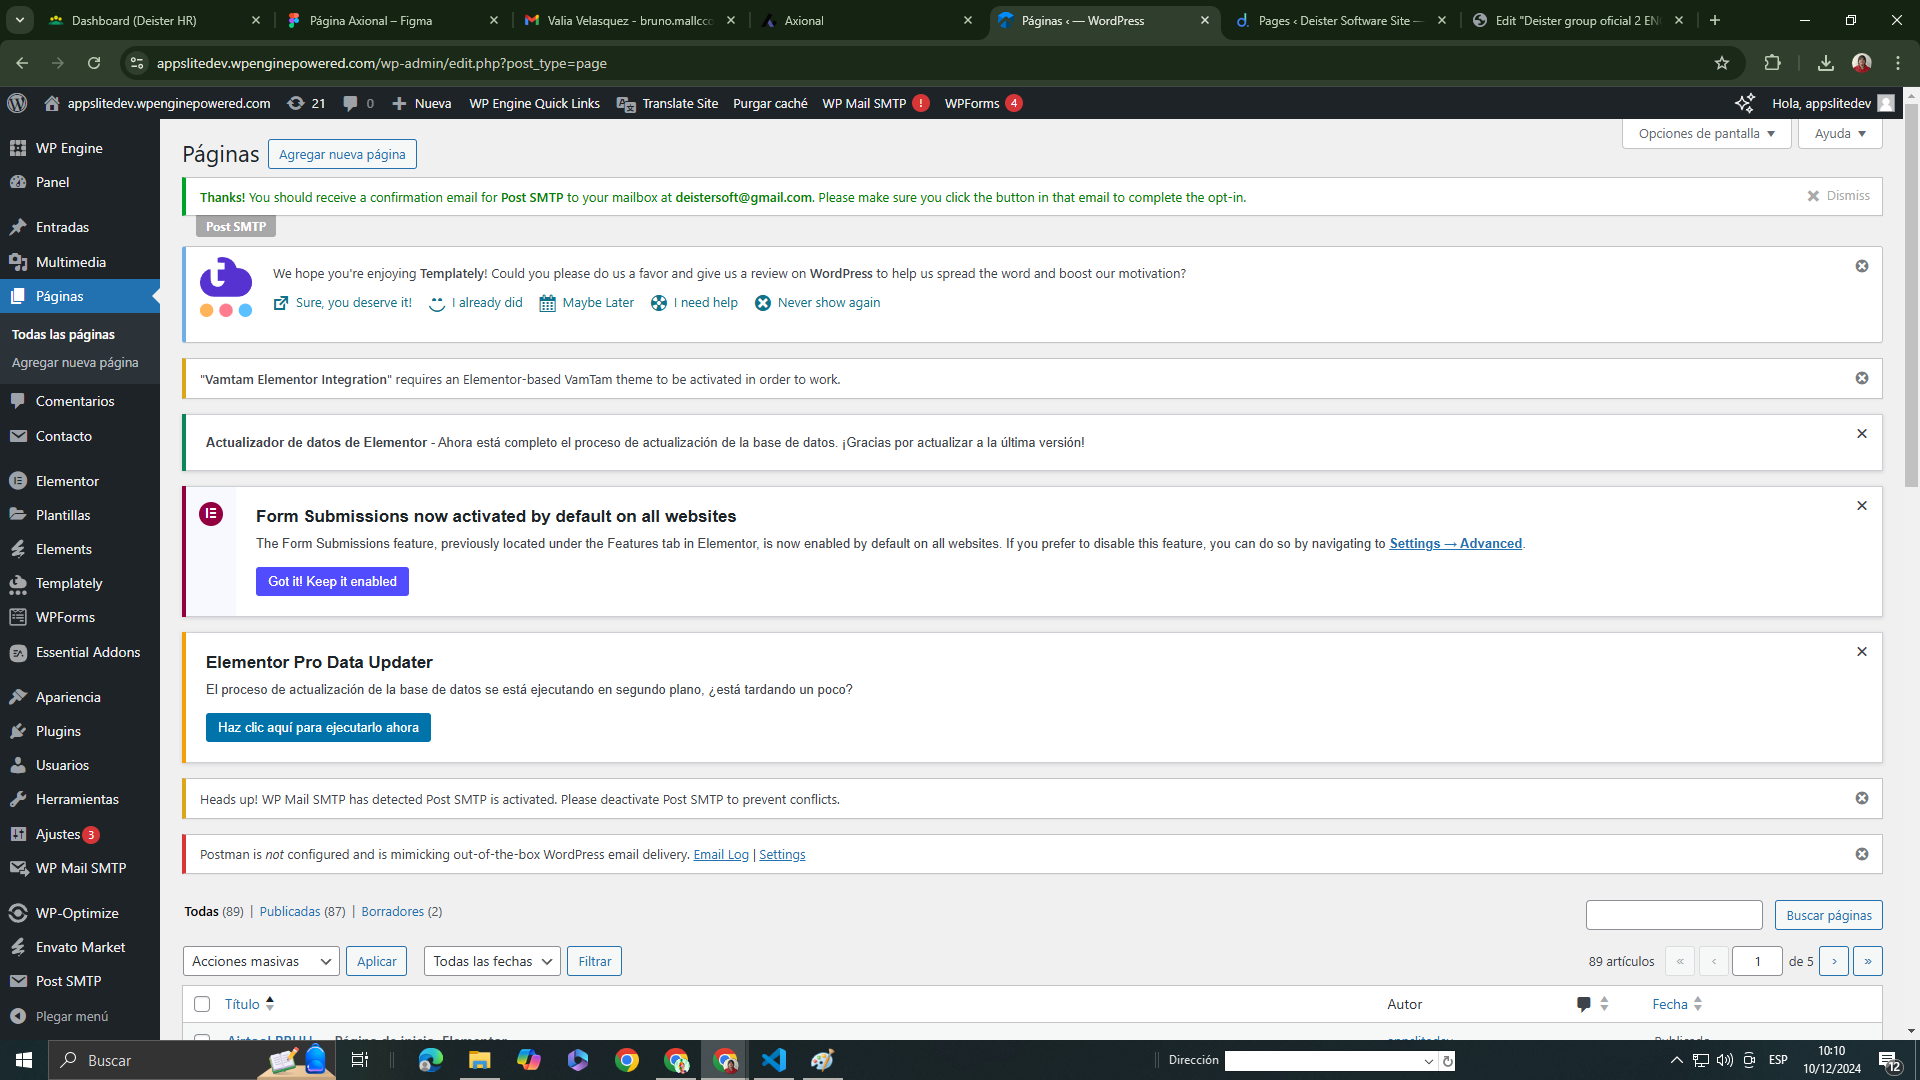 Dashboard (Deister HR)
Página Axional – Figma
Valia Velasquez - bruno.mallcco
Axional
Páginas ‹ — WordPress
Pages ‹ Deister Software Site —
Edit "Deister group oficial 2 EN
appslitedev.wpenginepowered.com/wp-admin/edit.php?post_type=page
appslitedev.wpenginepowered.com
21
0
Nueva
WP Engine Quick Links
Translate Site
Purgar caché
WP Mail SMTP !
WPForms 4
Hola, appslitedev
WP Engine
Panel
Entradas
Multimedia
Páginas
Todas las páginas
Agregar nueva página
Comentarios
Contacto
Elementor
Plantillas
Elements
Templately
WPForms
Essential Addons
Apariencia
Plugins
Usuarios
Herramientas
Ajustes 3
WP Mail SMTP
WP-Optimize
Envato Market
Post SMTP
Plegar menú
Opciones de pantalla
Ayuda
Páginas
Agregar nueva página
Thanks! You should receive a confirmation email for Post SMTP to your mailbox at deistersoft@gmail.com. Please make sure you click the button in that email to complete the opt-in.
Dismiss
Post SMTP
We hope you're enjoying Templately! Could you please do us a favor and give us a review on WordPress to help us spread the word and boost our motivation?
Sure, you deserve it!
I already did
Maybe Later
I need help
Never show again
"Vamtam Elementor Integration" requires an Elementor-based VamTam theme to be activated in order to work.
Actualizador de datos de Elementor - Ahora está completo el proceso de actualización de la base de datos. ¡Gracias por actualizar a la última versión!
Form Submissions now activated by default on all websites
The Form Submissions feature, previously located under the Features tab in Elementor, is now enabled by default on all websites. If you prefer to disable this feature, you can do so by navigating to Settings → Advanced.
Got it! Keep it enabled
Elementor Pro Data Updater
El proceso de actualización de la base de datos se está ejecutando en segundo plano, ¿está tardando un poco?
Haz clic aquí para ejecutarlo ahora
Heads up! WP Mail SMTP has detected Post SMTP is activated. Please deactivate Post SMTP to prevent conflicts.
Postman is not configured and is mimicking out-of-the-box WordPress email delivery. Email Log | Settings
Todas (89) | Publicadas (87) | Borradores (2)
Buscar páginas
Acciones masivas
Aplicar
Todas las fechas
Filtrar
89 artículos « ‹ 1 de 5 › »
Título
Autor
Fecha
Buscar
Dirección
ESP
10:10
10/12/2024
12